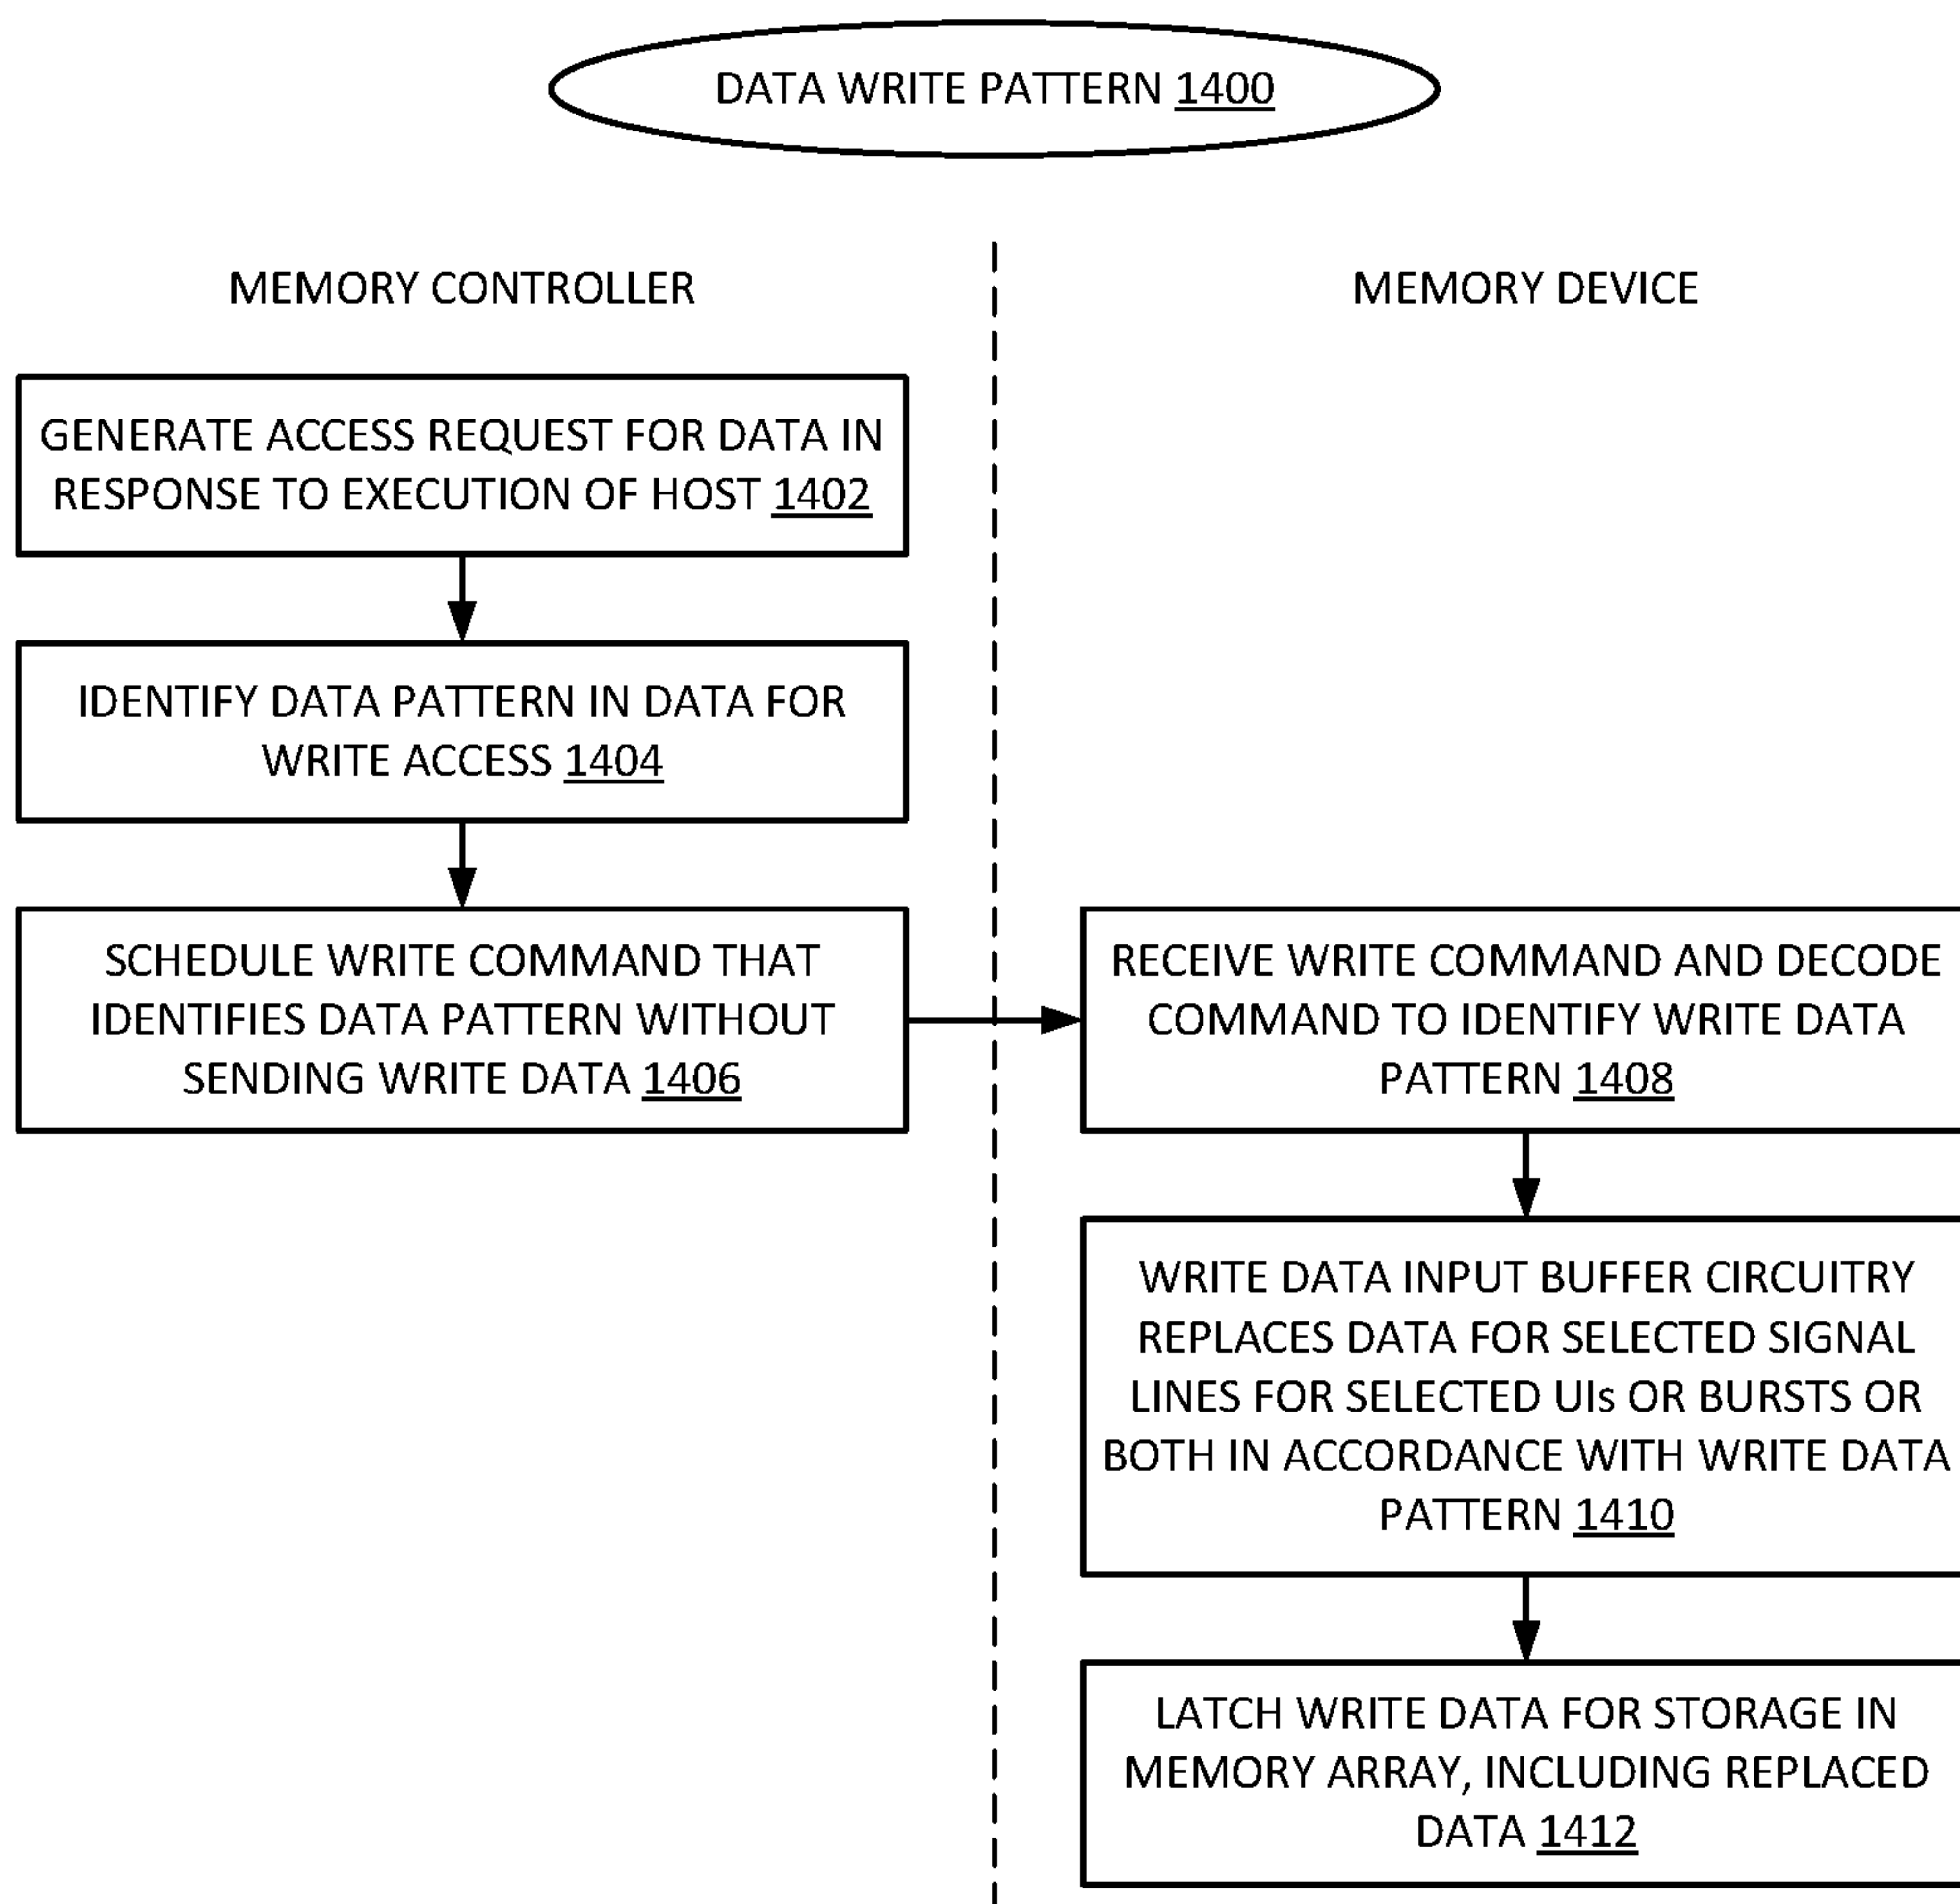 DATA WRITE PATTERN 1400
MEMORY CONTROLLER
GENERATE ACCESS REQUEST FOR DATA IN
RESPONSE TO EXECUTION OF HOST 1402
IDENTIFY DATA PATTERN IN DATA FOR
WRITE ACCESS 1404
SCHEDULE WRITE COMMAND THAT
IDENTIFIES DATA PATTERN WITHOUT
SENDING WRITE DATA 1406
MEMORY DEVICE
RECEIVE WRITE COMMAND AND DECODE
COMMAND TO IDENTIFY WRITE DATA
PATTERN 1408
WRITE DATA INPUT BUFFER CIRCUITRY
REPLACES DATA FOR SELECTED SIGNAL
LINES FOR SELECTED UIs OR BURSTS OR
BOTH IN ACCORDANCE WITH WRITE DATA
PATTERN 1410
LATCH WRITE DATA FOR STORAGE IN
MEMORY ARRAY, INCLUDING REPLACED
DATA 1412